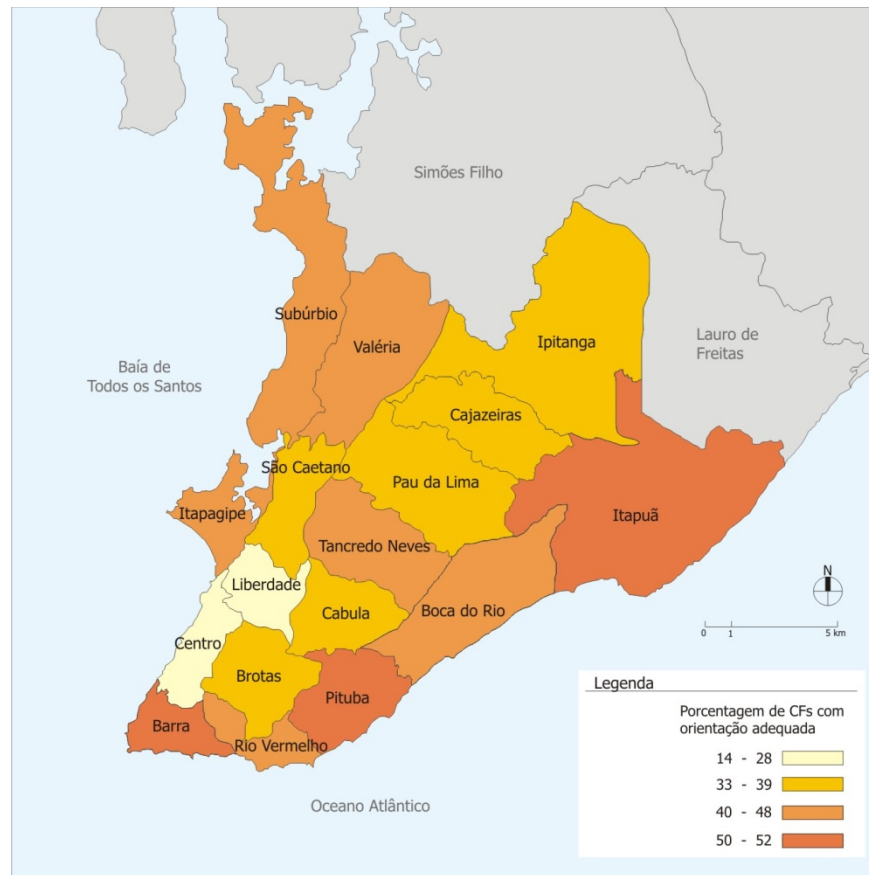 Simões Filho
Subúrbio
Valéria
Ipitanga
Lauro de
Freitas
Baía de
Todos os Santos
Cajazeiras
São Caetano
Pau da Lima
Itapagipe
Itapuã
Tancredo Neves
N
Liberdade
Cabula
Boca do Rio
Centro
0 1 5 km
Brotas
Pituba
Barra
Rio Vermelho
Oceano Atlântico
Legenda
Porcentagem de CFs com
orientação adequada
14 - 28
33 - 39
40 - 48
50 - 52